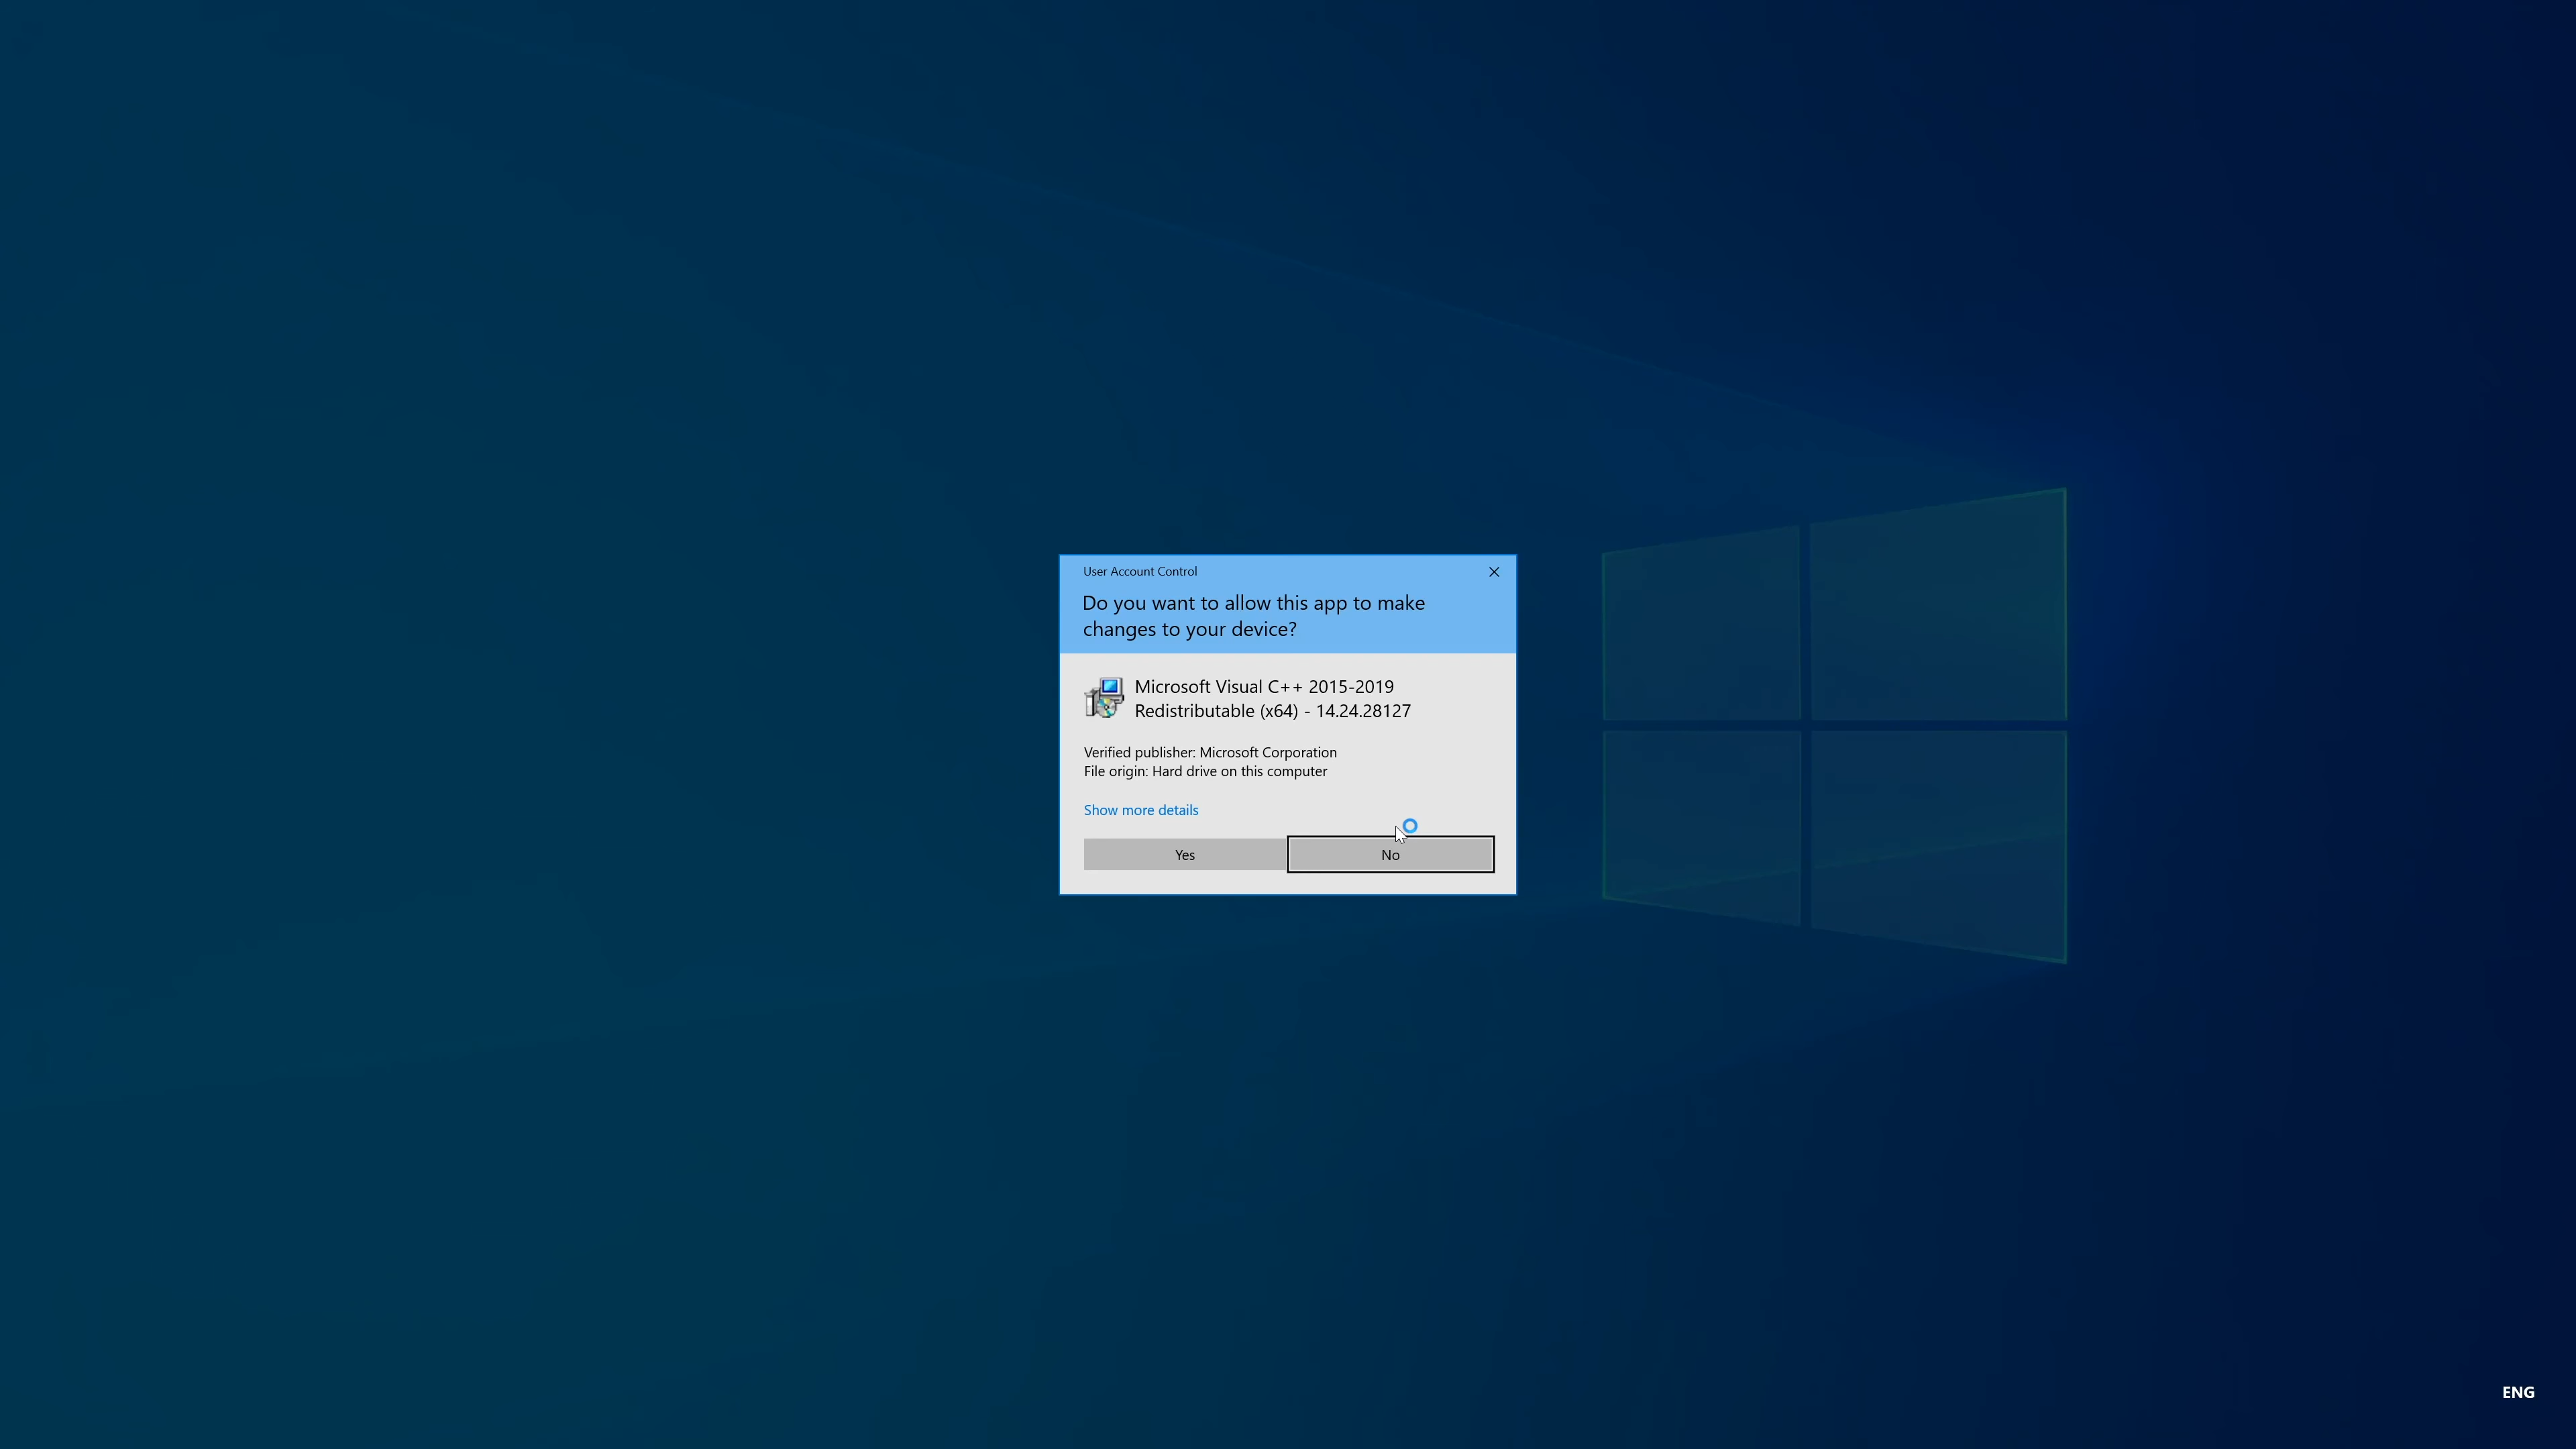 User Account Control
Do you want to allow this app to make
changes to your device?
Microsoft Visual C++ 2015-2019
Redistributable (x64) - 14.24.28127
Verified publisher: Microsoft Corporation
File origin: Hard drive on this computer
Show more details
Yes
No
ENG